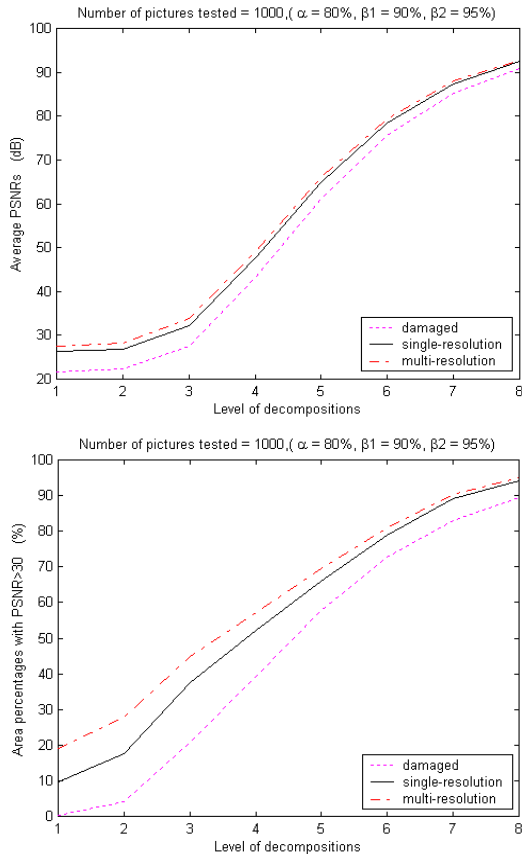 Number of pictures tested = 1000,( α = 80%, β1 = 90%, β2 = 95%)
100
90
80
70
60
50
40
30
20
Average PSNRs (dB)
damaged
single-resolution
multi-resolution
1 2 3 4 5 6 7 8
Level of decompositions
Number of pictures tested = 1000,( α = 80%, β1 = 90%, β2 = 95%)
100
90
80
70
60
50
40
30
20
10
0
Area percentages with PSNR>30 (%)
damaged
single-resolution
multi-resolution
1 2 3 4 5 6 7 8
Level of decompositions